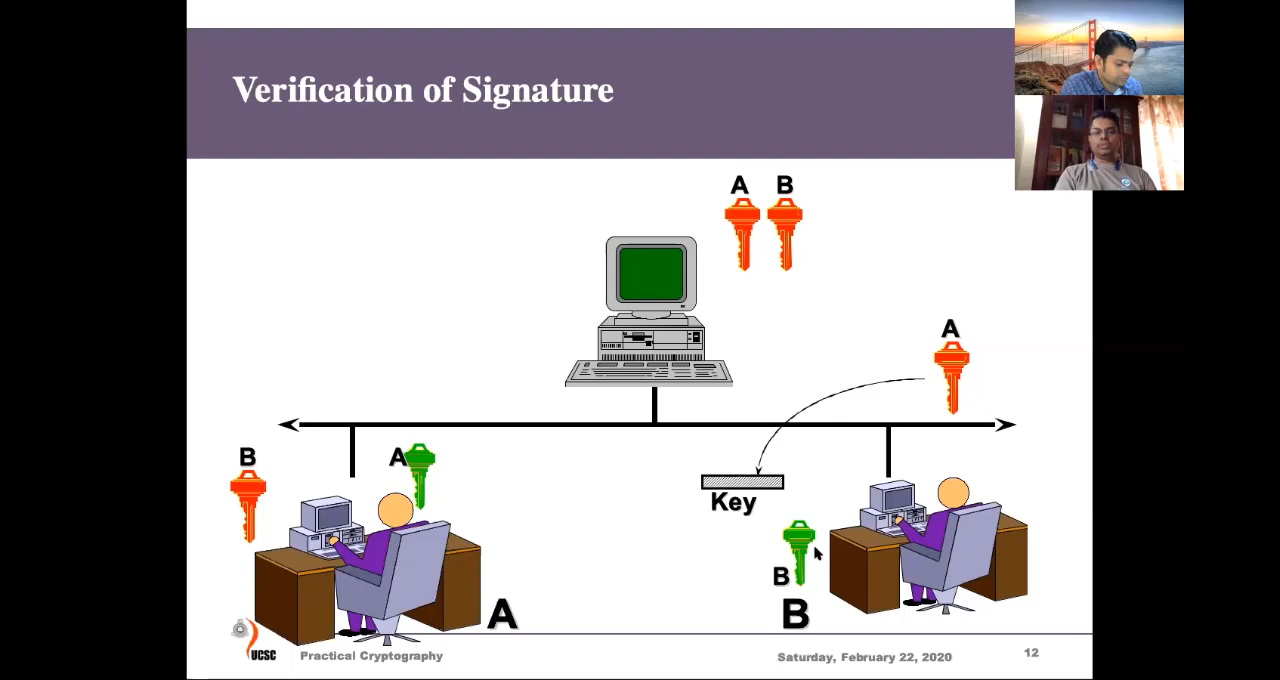 Verification of Signature
A B
A
B
A
Key
B
A
B
UCSC
Practical Cryptography
Saturday, February 22, 2020
12